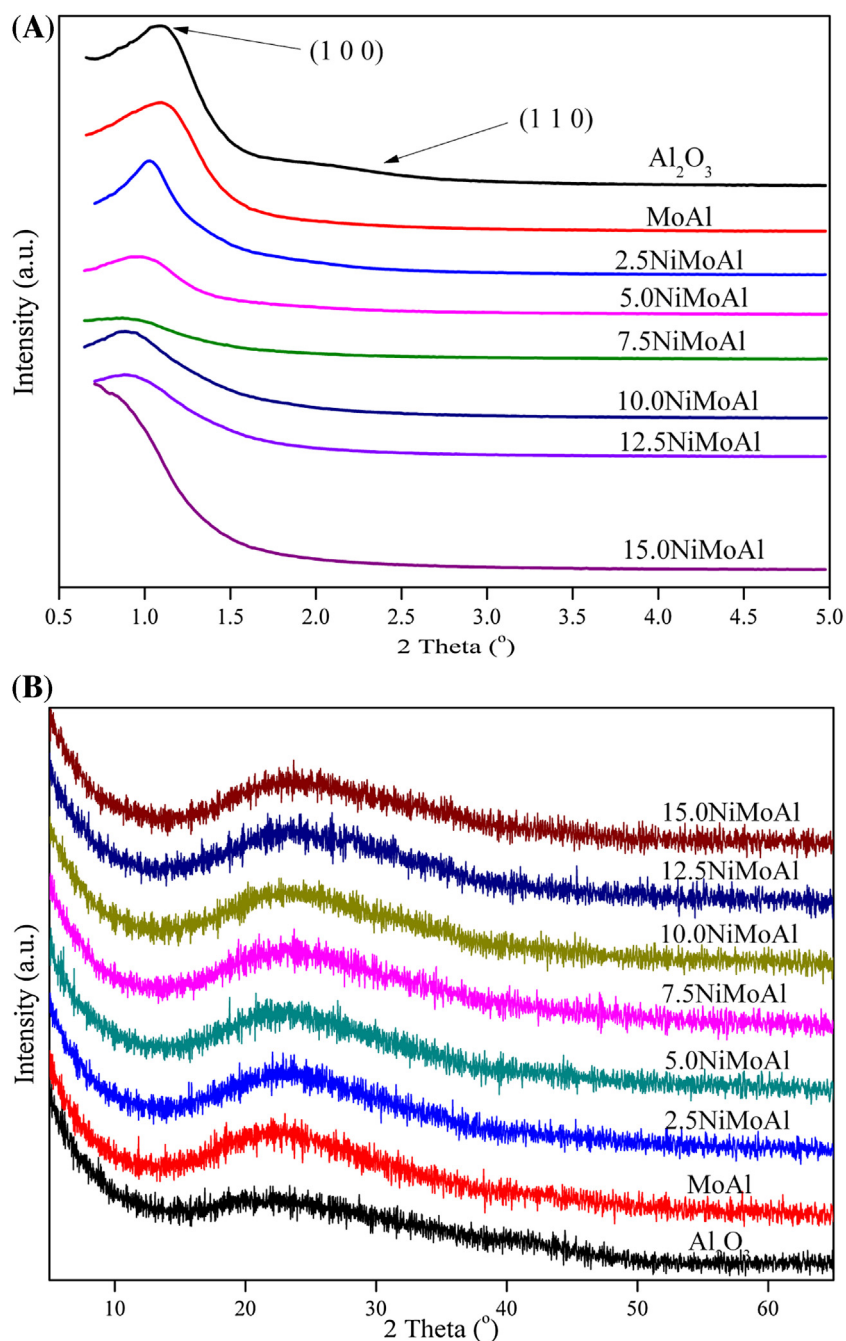 (A)
(1 0 0)
(1 1 0)
Al₂O₃
MoAl
2.5NiMoAl
5.0NiMoAl
7.5NiMoAl
10.0NiMoAl
12.5NiMoAl
15.0NiMoAl
Intensity (a.u.)
0.5 1.0 1.5 2.0 2.5 3.0 3.5 4.0 4.5 5.0
2 Theta (°)
(B)
15.0NiMoAl
12.5NiMoAl
10.0NiMoAl
7.5NiMoAl
5.0NiMoAl
2.5NiMoAl
MoAl
Al₂O₃
Intensity (a.u.)
10 20 30 40 50 60
2 Theta (°)